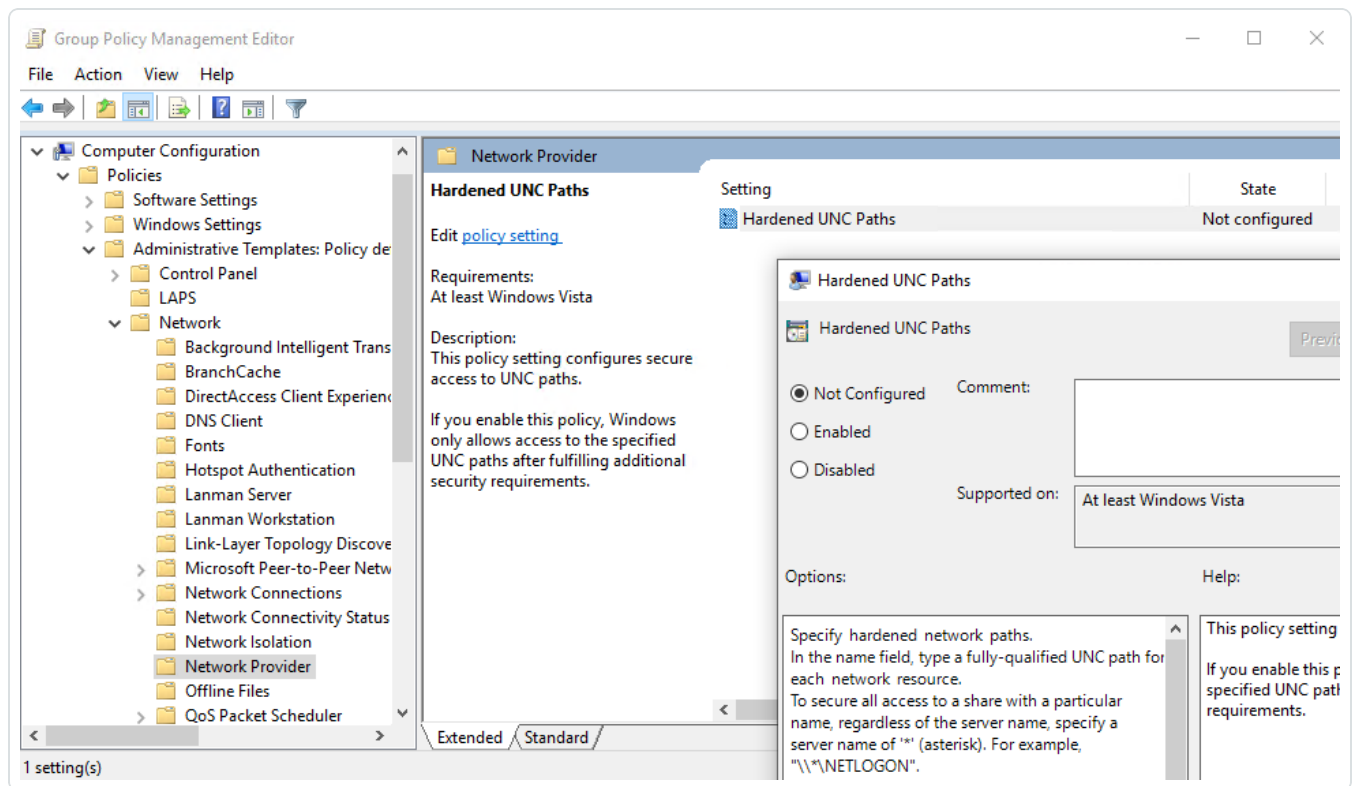 Group Policy Management Editor
File Action View Help
Computer Configuration
Policies
Software Settings
Windows Settings
Administrative Templates: Policy de
Control Panel
LAPS
Network
Background Intelligent Trans
BranchCache
DirectAccess Client Experienc
DNS Client
Fonts
Hotspot Authentication
Lanman Server
Lanman Workstation
Link-Layer Topology Discove
Microsoft Peer-to-Peer Netw
Network Connections
Network Connectivity Status
Network Isolation
Network Provider
Offline Files
QoS Packet Scheduler
1 setting(s)
Network Provider
Hardened UNC Paths
Edit policy setting
Requirements:
At least Windows Vista
Description:
This policy setting configures secure
access to UNC paths.
If you enable this policy, Windows
only allows access to the specified
UNC paths after fulfilling additional
security requirements.
Extended Standard
Setting State
Hardened UNC Paths Not configured
Hardened UNC Paths
Hardened UNC Paths
Previ
Not Configured
Enabled
Disabled
Comment:
Supported on:
At least Windows Vista
Options:
Specify hardened network paths.
In the name field, type a fully-qualified UNC path for
each network resource.
To secure all access to a share with a particular
name, regardless of the server name, specify a
server name of '*' (asterisk). For example,
"\\*\NETLOGON".
Help:
This policy setting
If you enable this p
specified UNC path
requirements.